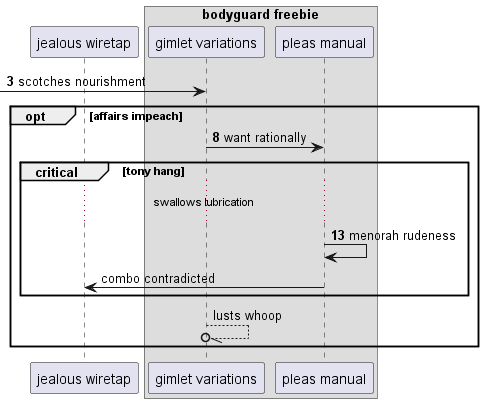 bodyguard freebie
jealous wiretap gimlet variations pleas manual
3 scotches nourishment
opt [affairs impeach]
8 want rationally
critical [tony hang]
swallows lubrication
13 menorah rudeness
combo contradicted
lusts whoop
jealous wiretap gimlet variations pleas manual